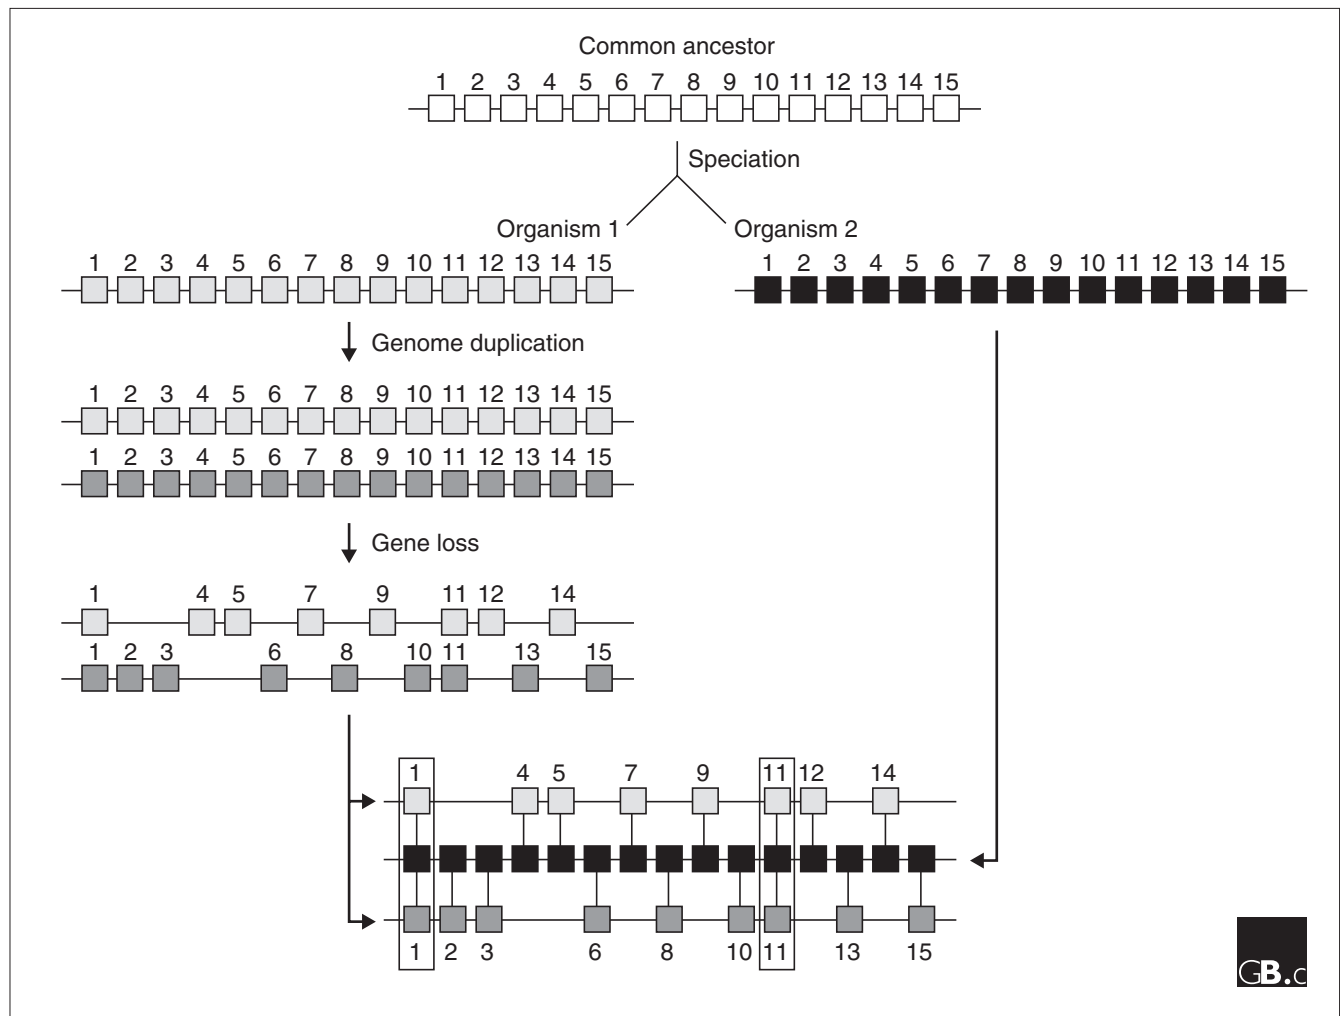 Common ancestor
1 2 3 4 5 6 7 8 9 10 11 12 13 14 15
Speciation
Organism 1
Organism 2
1 2 3 4 5 6 7 8 9 10 11 12 13 14 15
1 2 3 4 5 6 7 8 9 10 11 12 13 14 15
Genome duplication
1 2 3 4 5 6 7 8 9 10 11 12 13 14 15
1 2 3 4 5 6 7 8 9 10 11 12 13 14 15
Gene loss
1 4 5 7 9 11 12 14
1 2 3 6 8 10 11 13 15
1 4 5 7 9 11 12 14
1 2 3 6 8 10 11 13 15
GB.c